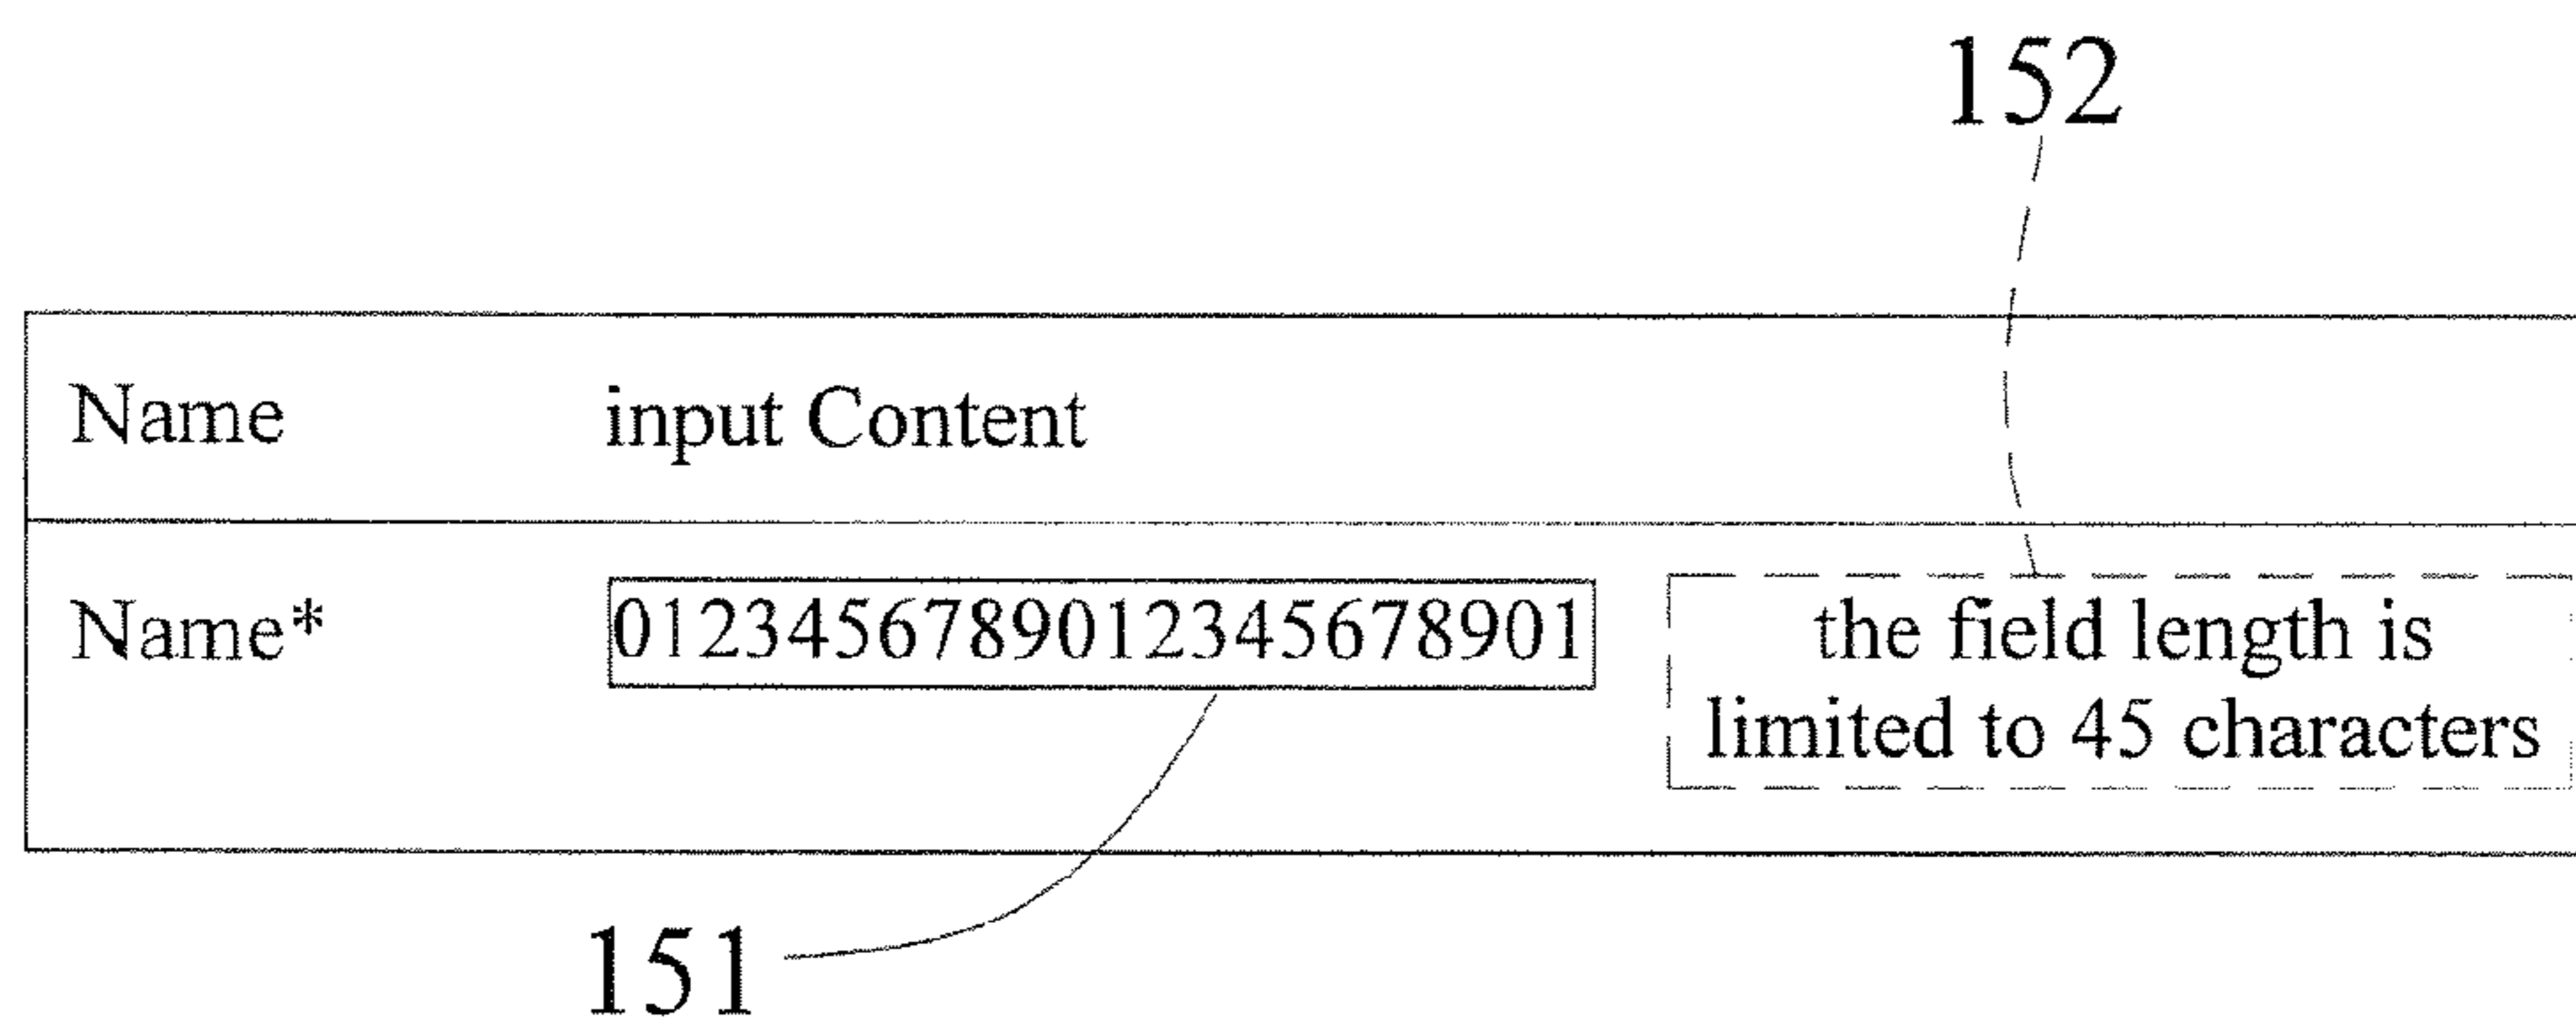 152
Name input Content
Name* 0123456789012345678901 the field length is
limited to 45 characters
151